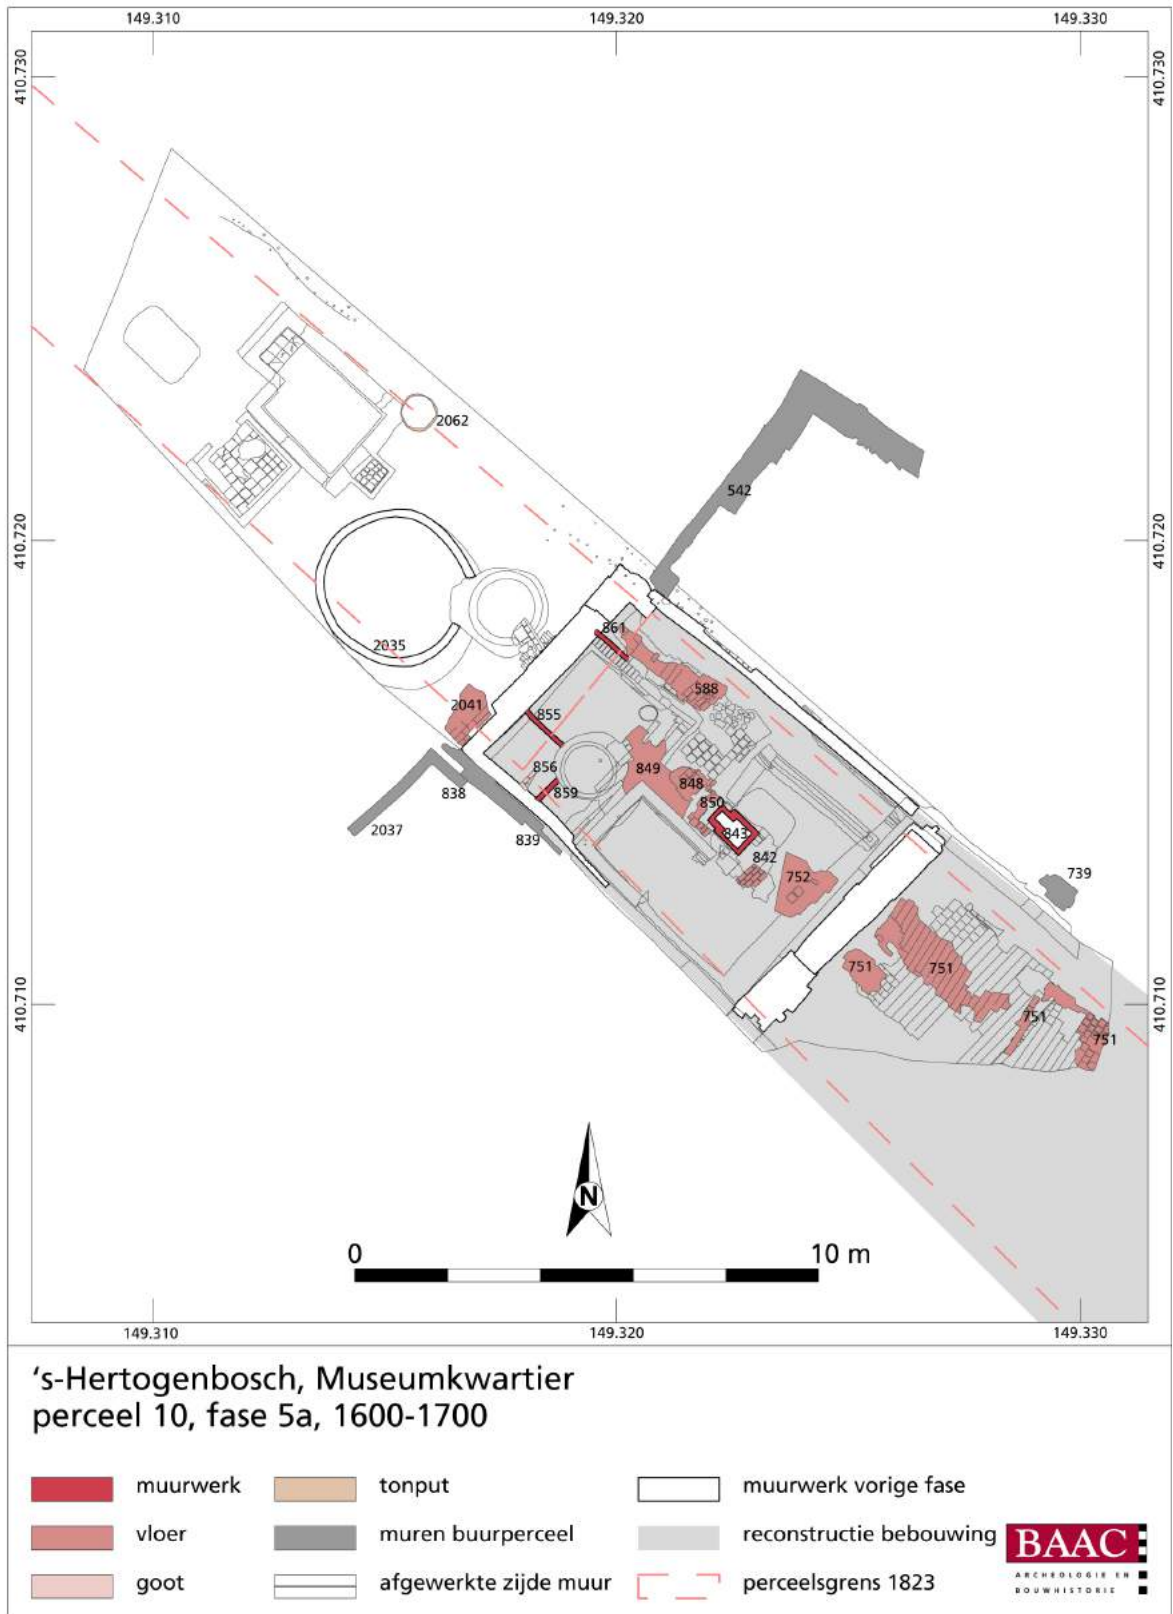 149.310 149.320 149.330
410.730 410.730
2062
542
410.720 410.720
861
2035
588
2041
855
856
849
848
859
850
838
843
2037
839
842
752
739
751
751
410.710 410.710
751
751
N
0 10 m
149.310 149.320 149.330
‘s-Hertogenbosch, Museumkwartier
perceel 10, fase 5a, 1600-1700
muurwerk tonput muurwerk vorige fase
vloer muren buurperceel reconstructie bebouwing
goot afgewerkte zijde muur perceelsgrens 1823
BAAC
ARCHEOLOGIE EN
BOUWHISTORIE